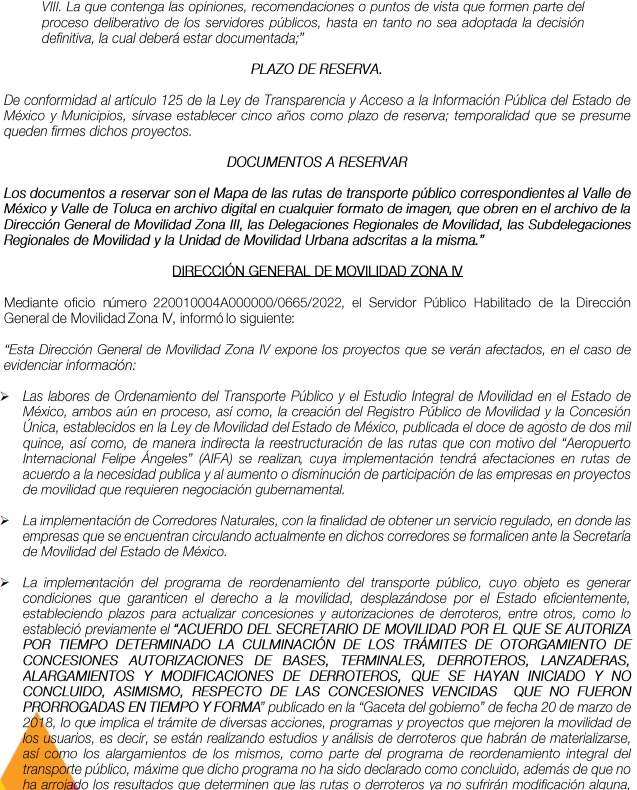 VIII. La que contenga las opiniones, recomendaciones o puntos de vista que formen parte del
proceso deliberativo de los servidores públicos, hasta en tanto no sea adoptada la decisión
definitiva, la cual deberá estar documentada;”
PLAZO DE RESERVA.
De conformidad al artículo 125 de la Ley de Transparencia y Acceso a la Información Pública del Estado de
México y Municipios, sírvase establecer cinco años como plazo de reserva; temporalidad que se presume
queden firmes dichos proyectos.
DOCUMENTOS A RESERVAR
Los documentos a reservar son el Mapa de las rutas de transporte público correspondientes al Valle de
México y Valle de Toluca en archivo digital en cualquier formato de imagen, que obren en el archivo de la
Dirección General de Movilidad Zona III, las Delegaciones Regionales de Movilidad, las Subdelegaciones
Regionales de Movilidad y la Unidad de Movilidad Urbana adscritas a la misma.”
DIRECCIÓN GENERAL DE MOVILIDAD ZONA IV
Mediante oficio número 220010004A000000/0665/2022, el Servidor Público Habilitado de la Dirección
General de Movilidad Zona IV, informó lo siguiente:
“Esta Dirección General de Movilidad Zona IV expone los proyectos que se verán afectados, en el caso de
evidenciar información:
➢ Las labores de Ordenamiento del Transporte Público y el Estudio Integral de Movilidad en el Estado de
México, ambos aún en proceso, así como, la creación del Registro Público de Movilidad y la Concesión
Única, establecidos en la Ley de Movilidad del Estado de México, publicada el doce de agosto de dos mil
quince, así como, de manera indirecta la reestructuración de las rutas que con motivo del “Aeropuerto
Internacional Felipe Ángeles” (AIFA) se realizan, cuya implementación tendrá afectaciones en rutas de
acuerdo a la necesidad publica y al aumento o disminución de participación de las empresas en proyectos
de movilidad que requieren negociación gubernamental.
➢ La implementación de Corredores Naturales, con la finalidad de obtener un servicio regulado, en donde las
empresas que se encuentran circulando actualmente en dichos corredores se formalicen ante la Secretaría
de Movilidad del Estado de México.
➢ La implementación del programa de reordenamiento del transporte público, cuyo objeto es generar
condiciones que garanticen el derecho a la movilidad, desplazándose por el Estado eficientemente,
estableciendo plazos para actualizar concesiones y autorizaciones de derroteros, entre otros, como lo
estableció previamente el “ACUERDO DEL SECRETARIO DE MOVILIDAD POR EL QUE SE AUTORIZA
POR TIEMPO DETERMINADO LA CULMINACIÓN DE LOS TRÁMITES DE OTORGAMIENTO DE
CONCESIONES AUTORIZACIONES DE BASES, TERMINALES, DERROTEROS, LANZADERAS,
ALARGAMIENTOS Y MODIFICACIONES DE DERROTEROS, QUE SE HAYAN INICIADO Y NO
CONCLUIDO, ASIMISMO, RESPECTO DE LAS CONCESIONES VENCIDAS QUE NO FUERON
PRORROGADAS EN TIEMPO Y FORMA” publicado en la “Gaceta del gobierno” de fecha 20 de marzo de
2018, lo que implica el trámite de diversas acciones, programas y proyectos que mejoren la movilidad de
los usuarios, es decir, se están realizando estudios y análisis de derroteros que habrán de materializarse,
así como los alargamientos de los mismos, como parte del programa de reordenamiento integral del
transporte público, máxime que dicho programa no ha sido declarado como concluido, además de que no
ha arrojado los resultados que determinen que las rutas o derroteros ya no sufrirán modificación alguna,